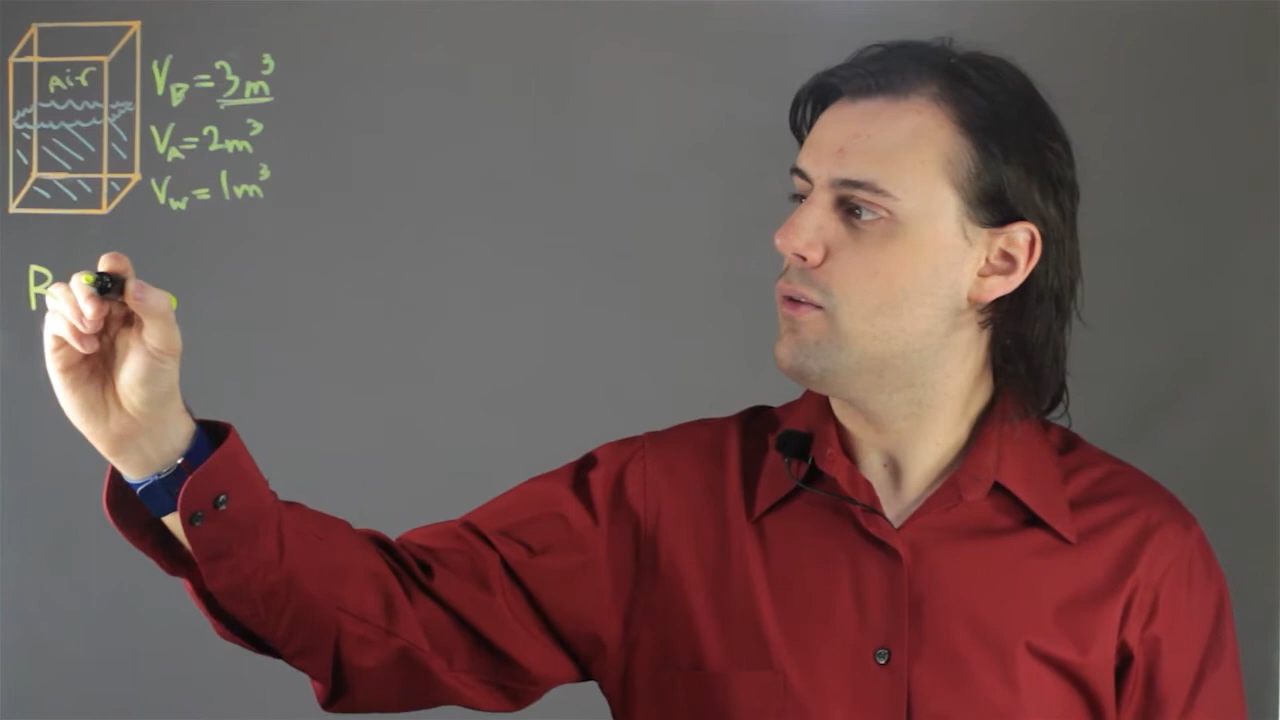 Air
V_B = 3m³
V_A = 2m³
V_w = 1m³
R